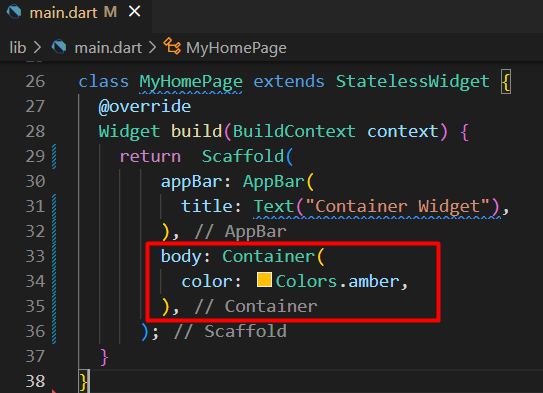 main.dart M
lib > main.dart > MyHomePage
26 class MyHomePage extends StatelessWidget {
27 @override
28 Widget build(BuildContext context) {
29 return  Scaffold(
30 appBar: AppBar(
31 title: Text("Container Widget"),
32 ), // AppBar
33 body: Container(
34 color: Colors.amber,
35 ), // Container
36 ); // Scaffold
37 }
38 }